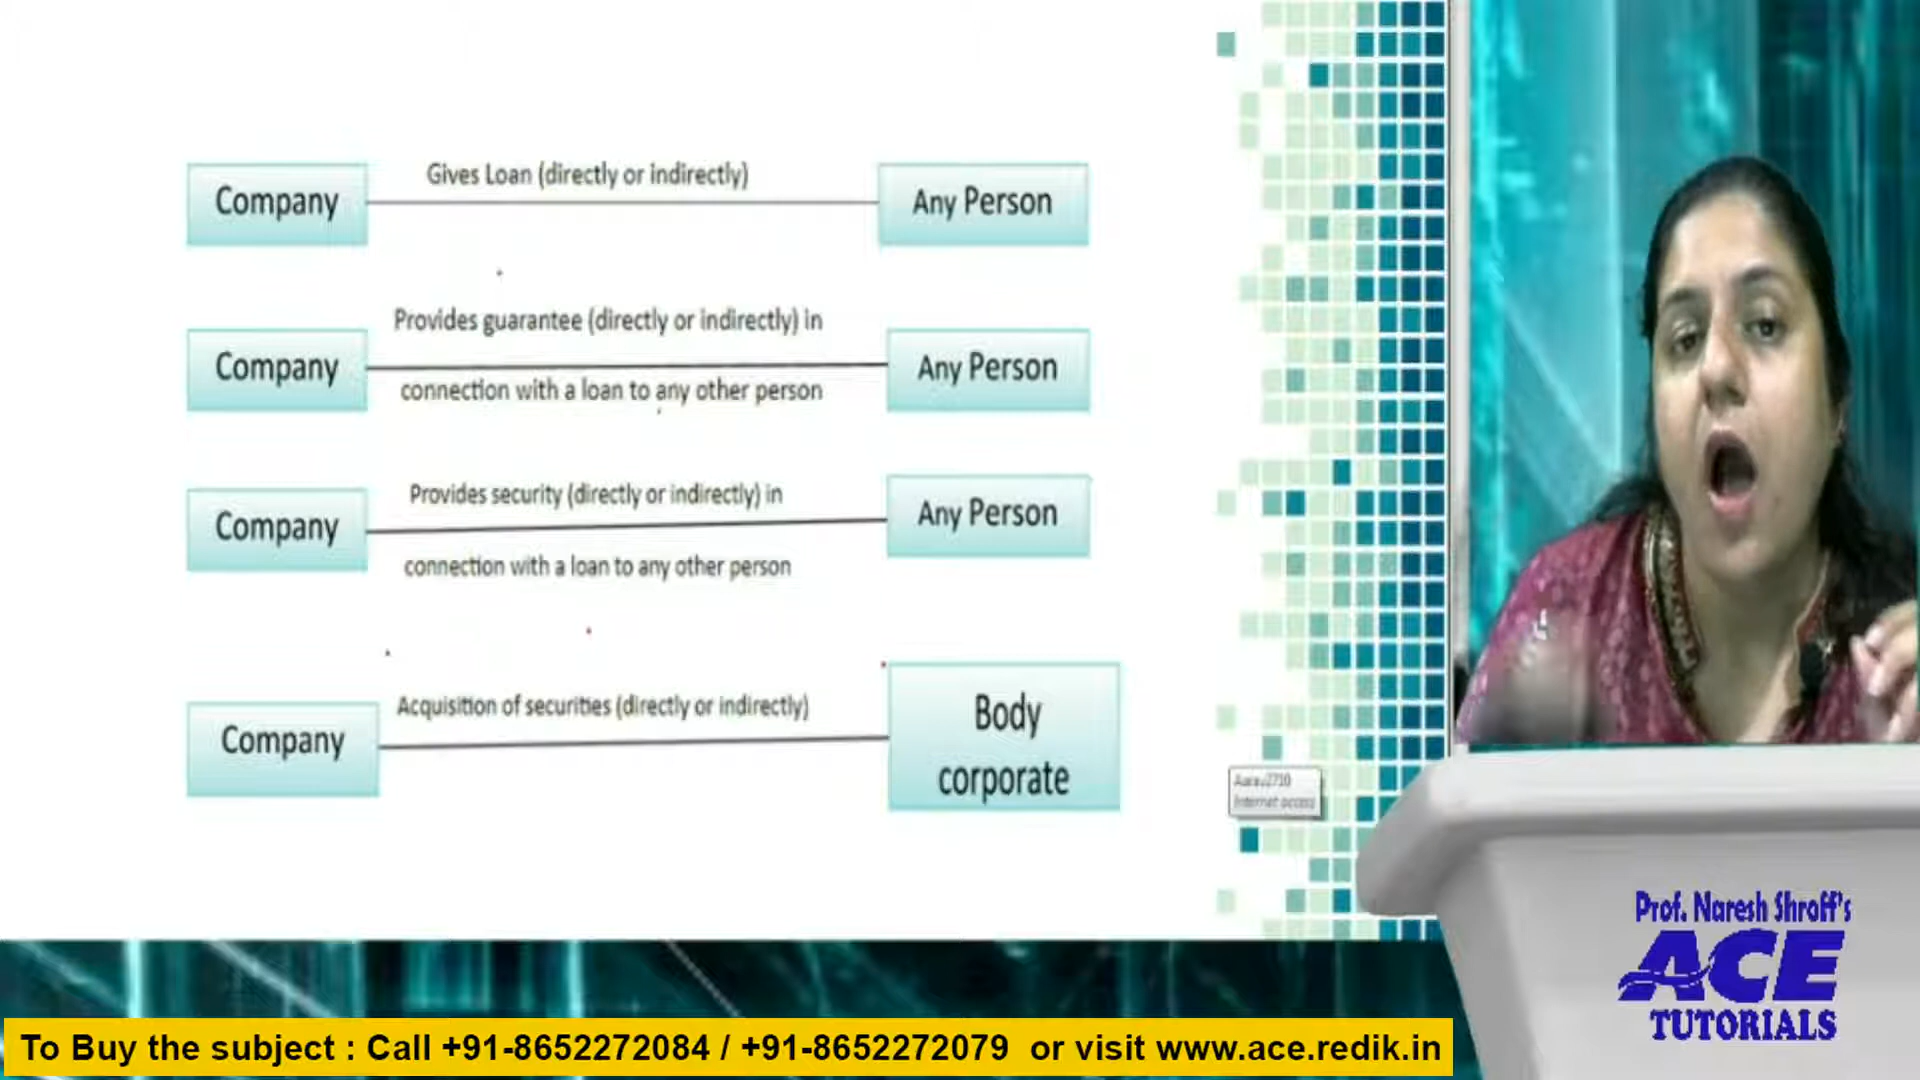 Company
Gives Loan (directly or indirectly)
Any Person
Company
Provides guarantee (directly or indirectly) in
connection with a loan to any other person
Any Person
Company
Provides security (directly or indirectly) in
connection with a loan to any other person
Any Person
Company
Acquisition of securities (directly or indirectly)
Body
corporate
Internet access
Prof. Naresh Shroff's
ACE
TUTORIALS
To Buy the subject : Call +91-8652272084 / +91-8652272079 or visit www.ace.redik.in